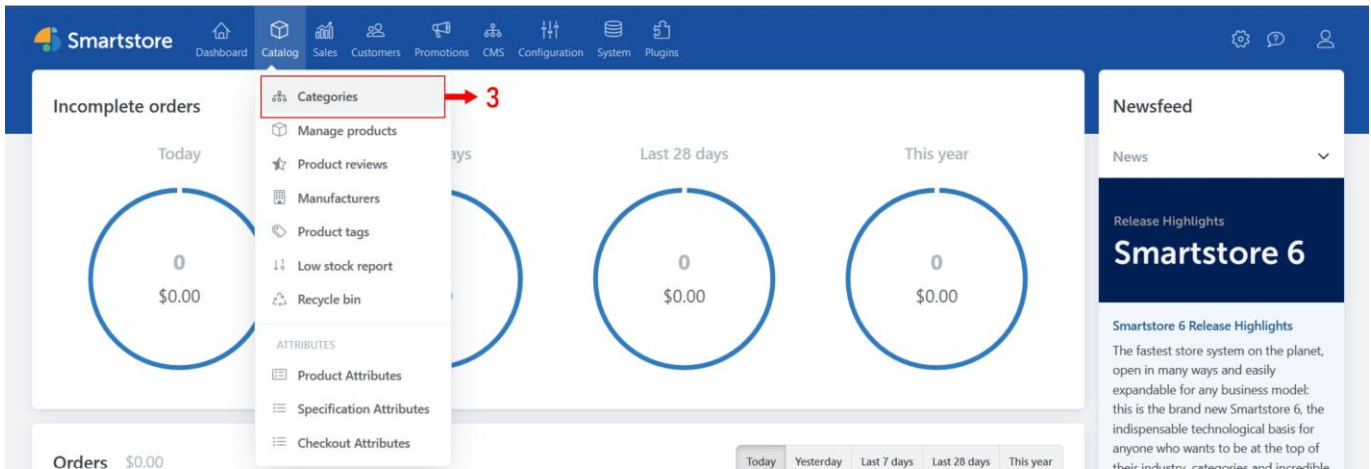 Smartstore
Dashboard Catalog Sales Customers Promotions CMS Configuration System Plugins
Incomplete orders
Categories
3
Manage products
Product reviews
Manufacturers
Product tags
Low stock report
Recycle bin
ATTRIBUTES
Product Attributes
Specification Attributes
Checkout Attributes
Today
ays
Last 28 days
This year
0
$0.00
0
$0.00
0
$0.00
Orders $0.00
Today Yesterday Last 7 days Last 28 days This year
Newsfeed
News
Release Highlights
Smartstore 6
Smartstore 6 Release Highlights
The fastest store system on the planet,
open in many ways and easily
expandable for any business model:
this is the brand new Smartstore 6, the
indispensable technological basis for
anyone who wants to be at the top of
their industry, categories and incredible